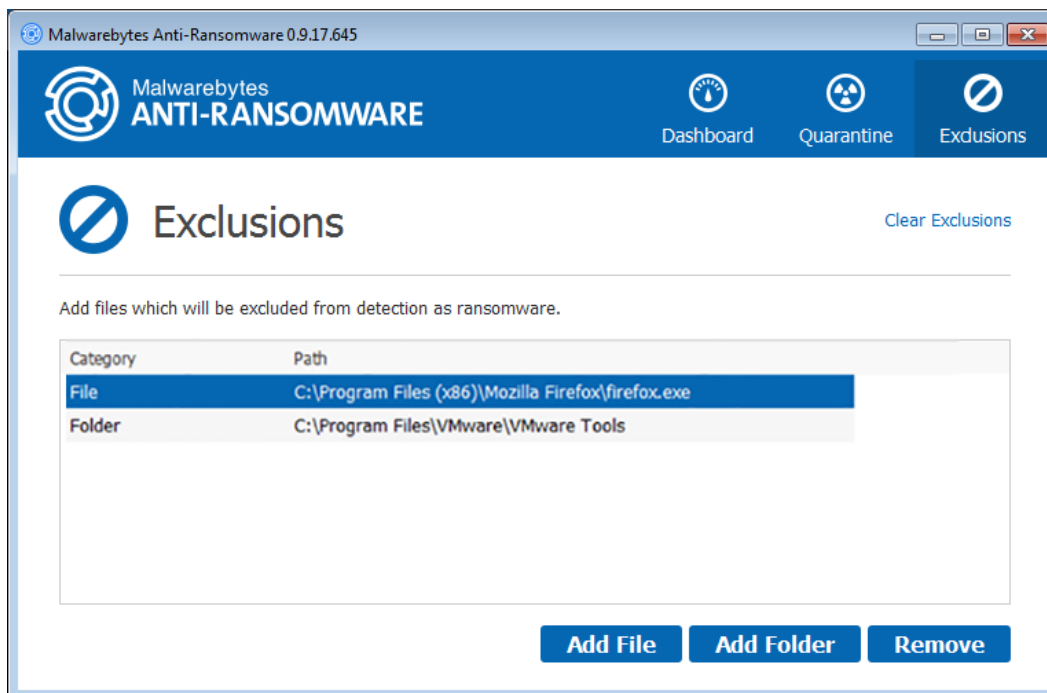 Malwarebytes Anti-Ransomware 0.9.17.645
Malwarebytes
ANTI-RANSOMWARE
Dashboard Quarantine Exclusions
Exclusions
Clear Exclusions
Add files which will be excluded from detection as ransomware.
Category Path
File C:\Program Files (x86)\Mozilla Firefox\firefox.exe
Folder C:\Program Files\VMware\VMware Tools
Add File Add Folder Remove